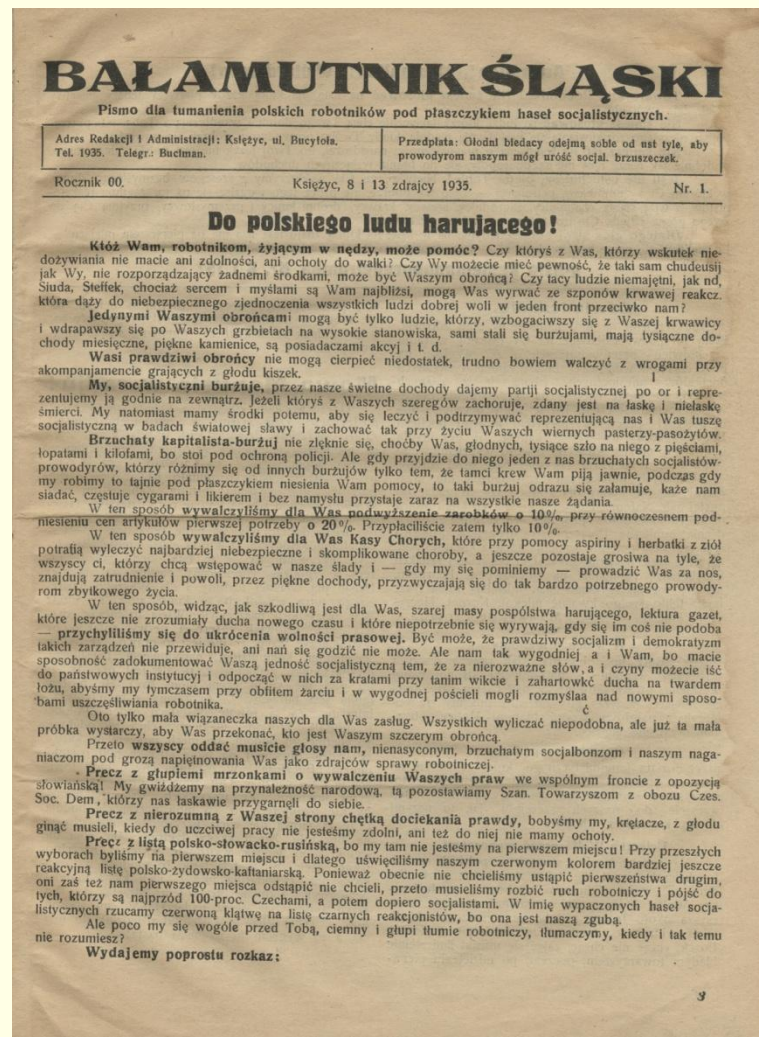 BAŁAMUTNIK ŚLĄSKI
Pismo dla tumanienia polskich robotników pod płaszczykiem haseł socjalistycznych.
Adres Redakcji i Administracji: Księżyc, ul. Bucytoła.
Tel. 1935. Telegr.: Buciman.
Przedpłata: Głodni biedacy odejmą sobie od ust tyle, aby
prowodyrom naszym mógł uróść socjal. brzuszeczek.
Rocznik 00.
Księżyc, 8 i 13 zdrajcy 1935.
Nr. 1.
Do polskiego ludu harującego!
Któż Wam, robotnikom, żyjącym w nędzy, może pomóc? Czy któryś z Was, którzy wskutek nie-
dożywiania nie macie ani zdolności, ani ochoty do walki? Czy Wy możecie mieć pewność, że taki sam chudeusij
jak Wy, nie rozporządzający żadnemi środkami, może być Waszym obrońcą? Czy tacy ludzie niemajętni, jak nd,
Siuda, Steffek, chociaż sercem i myślami są Wam najbliżsi, mogą Was wyrwać ze szponów krwawej reakcz.
która dąży do niebezpiecznego zjednoczenia wszystkich ludzi dobrej woli w jeden front przeciwko nam?
Jedynymi Waszymi obrońcami mogą być tylko ludzie, którzy, wzbogaciwszy się z Waszej krwawicy
i wdrapawszy się po Waszych grzbietach na wysokie stanowiska, sami stali się burżujami, mają tysiączne do-
chody miesięczne, piękne kamienice, są posiadaczami akcyj i t. d.
Wasi prawdziwi obrońcy nie mogą cierpieć niedostatek, trudno bowiem walczyć z wrogami przy
akompanjamencie grających z głodu kiszek.
l
My, socjalistyczni burżuje, przez nasze świetne dochody dajemy partji socjalistycznej po or i repre-
zentujemy ją godnie na zewnątrz. Jeżeli któryś z Waszych szeregów zachoruje, zdany jest na łaskę i niełaskę
śmierci. My natomiast mamy środki potemu, aby się leczyć i podtrzymywać reprezentującą nas i Was tuszę
socjalistyczną w badach światowej sławy i zachować tak przy życiu Waszych wiernych pasterzy-pasożytów.
Brzuchaty kapitalista-burżuj nie zlęknie się, choćby Was, głodnych, tysiące szło na niego z pięściami,
łopatami i kilofami, bo stoi pod ochroną policji. Ale gdy przyjdzie do niego jeden z nas brzuchatych socjalistów-
prowodyrów, którzy różnimy się od innych burżujów tylko tem, że tamci krew Wam piją jawnie, podczas gdy
my robimy to tajnie pod płaszczykiem niesienia Wam pomocy, to taki burżuj odrazu się załamuje, każe nam
siadać, częstuje cygarami i likierem i bez namysłu przystaje zaraz na wszystkie nasze żądania.
W ten sposób wywalczyliśmy dla Was podwyższenie zarobków o 10%, przy równoczesnem pod-
niesieniu cen artykułów pierwszej potrzeby o 20%. Przypłaciliście zatem tylko 10%.
W ten sposób wywalczyliśmy dla Was Kasy Chorych, które przy pomocy aspiriny i herbatki z ziół
potrafią wyleczyć najbardziej niebezpieczne i skomplikowane choroby, a jeszcze pozostaje grosiwa na tyle, że
wszyscy ci, którzy chcą wstępować w nasze ślady i — gdy my się pominiemy — prowadzić Was za nos,
znajdują zatrudnienie i powoli, przez piękne dochody, przyzwyczajają się do tak bardzo potrzebnego prowody-
rom zbytkowego życia.
W ten sposób, widząc, jak szkodliwą jest dla Was, szarej masy pospólstwa harującego, lektura gazet,
które jeszcze nie zrozumiały ducha nowego czasu i które niepotrzebnie się wyrywają, gdy się im coś nie podoba
— przychyliliśmy się do ukrócenia wolności prasowej. Być może, że prawdziwy socjalizm i demokratyzm
takich zarządzeń nie przewiduje, ani nań się godzić nie może. Ale nam tak wygodniej a i Wam, bo macie
sposobność zadokumentować Waszą jedność socjalistyczną tem, że za nierozważne słów,a i czyny możecie iść
do państwowych instytucyj i odpocząć w nich za kratami przy tanim wikcie i zahartowkć ducha na twardem
łożu, abyśmy my tymczasem przy obfitem żarciu i w wygodnej pościeli mogli rozmyślaa nad nowymi sposo-
bami uszczęśliwiania robotnika.
ć
Oto tylko mała wiązaneczka naszych dla Was zasług. Wszystkich wyliczać niepodobna, ale już ta mała
próbka wystarczy, aby Was przekonać, kto jest Waszym szczerym obrońcą.
Przeto wszyscy oddać musicie głosy nam, nienasyconym, brzuchatym socjalbonzom i naszym naga-
niaczom pod grozą napiętnowania Was jako zdrajców sprawy robotniczej.
Precz z głupiemi mrzonkami o wywalczeniu Waszych praw we wspólnym froncie z opozycją
słowiańską! My gwiżdżemy na przynależność narodową, tą pozostawiamy Szan. Towarzyszom z obozu Czes.
Soc. Dem, którzy nas łaskawie przygarnęli do siebie.
Precz z nierozumną z Waszej strony chętką dociekania prawdy, bobyśmy my, krętacze, z głodu
ginąć musieli, kiedy do uczciwej pracy nie jesteśmy zdolni, ani też do niej nie mamy ochoty.
Precz z listą polsko-słowacko-rusińską, bo my tam nie jesteśmy na pierwszem miejscu! Przy przeszłych
wyborach byliśmy na pierwszem miejscu i dlatego uświęciliśmy naszym czerwonym kolorem bardziej jeszcze
reakcyjną listę polsko-żydowsko-kaftaniarską. Ponieważ obecnie nie chcieliśmy ustąpić pierwszeństwa drugim,
oni zaś też nam pierwszego miejsca odstąpić nie chcieli, przeto musieliśmy rozbić ruch robotniczy i pójść do
tych, którzy są najprzód 100-proc. Czechami, a potem dopiero socjalistami. W imię wypaczonych haseł socja-
listycznych rzucamy czerwoną klątwę na listę czarnych reakcjonistów, bo ona jest naszą zgubą.
Ale poco my się wogóle przed Tobą, ciemny i głupi tłumie robotniczy, tłumaczymy, kiedy i tak temu
nie rozumiesz?
Wydajemy poprostu rozkaz:
3